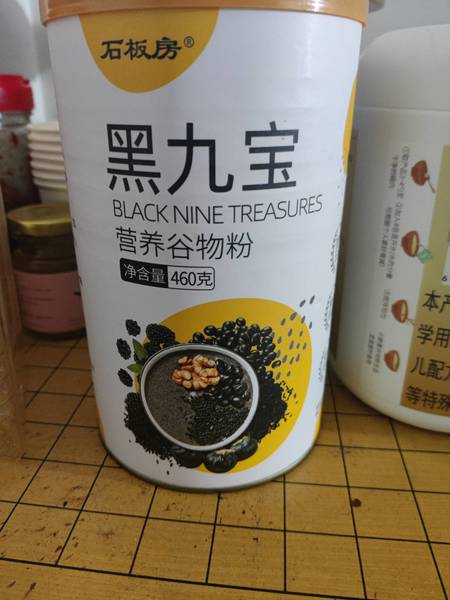 石板房®
黑九宝
BLACK NINE TREASURES
营养谷物粉
净含量 460克
本产
学用
儿配方
等特殊